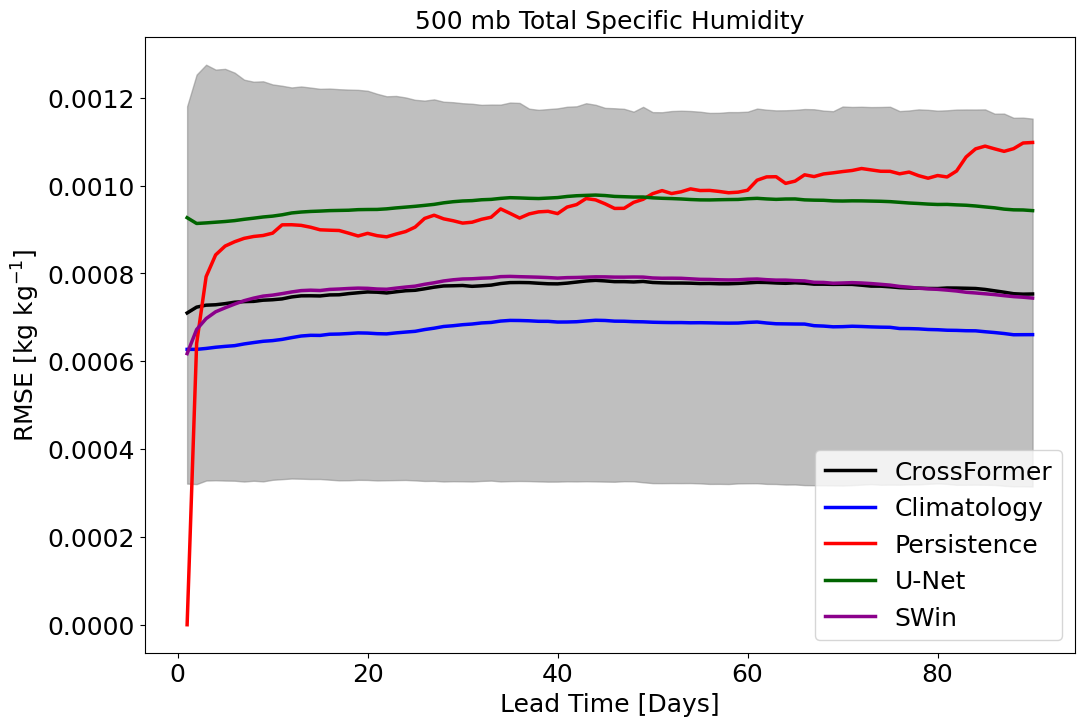 500 mb Total Specific Humidity
RMSE [kg kg⁻¹]
0.0012
0.0010
0.0008
0.0006
0.0004
0.0002
0.0000
CrossFormer
Climatology
Persistence
U-Net
SWin
0 20 40 60 80
Lead Time [Days]